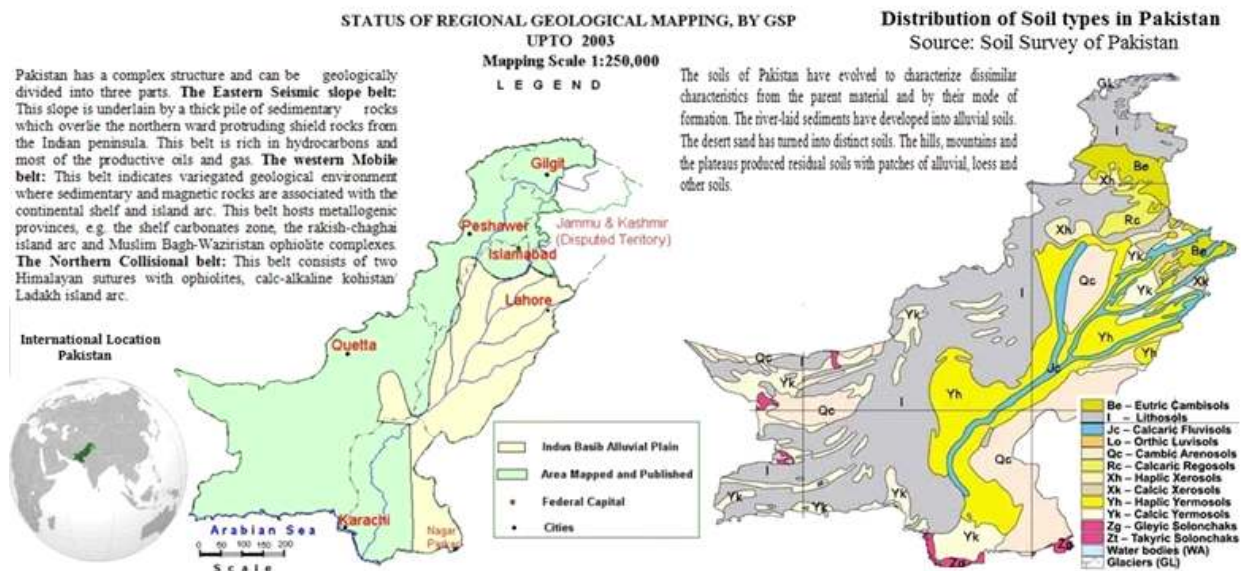 STATUS OF REGIONAL GEOLOGICAL MAPPING, BY GSP
UPTO 2003
Mapping Scale 1:250,000
L E G E N D
Pakistan has a complex structure and can be geologically
divided into three parts. The Eastern Seismic slope belt:
This slope is underlain by a thick pile of sedimentary rocks
which overlie the northern ward protruding shield rocks from
the Indian peninsula. This belt is rich in hydrocarbons and
most of the productive oils and gas. The western Mobile
belt: This belt indicates variegated geological environment
where sedimentary and magnetic rocks are associated with the
continental shelf and island arc. This belt hosts metallogenic
provinces, e.g. the shelf carbonates zone, the rakish-chaghai
island arc and Muslim Bagh-Waziristan ophiolite complexes.
The Northern Collisional belt: This belt consists of two
Himalayan sutures with ophiolites, calc-alkaline kohistan/
Ladakh island arc.
International Location
Pakistan
Gilgit
Peshawer
Jammu & Kashmir
(Disputed Teritory)
Islamabad
Lahore
Quetta
Karachi
Nagar
Parkar
Arabian Sea
0 50 100 150 200
S c a l e
Indus Basib Alluvial Plain
Area Mapped and Published
Federal Capital
Cities
Distribution of Soil types in Pakistan
Source: Soil Survey of Pakistan
The soils of Pakistan have evolved to characterize dissimilar
characteristics from the parent material and by their mode of
formation. The river-laid sediments have developed into alluvial soils.
The desert sand has turned into distinct soils. The hills, mountains and
the plateaus produced residual soils with patches of alluvial, loess and
other soils.
GL
I
Be
Xh
Rc
Xh
Yk
Be
Qc
Xk
Yk
I
Yk
Yh
Yh
Qc
I
Jc
Yk
Yh
Qc
I
Qc
I
Yk
Yk
Yk
Yk
Zg
Zg
Be – Eutric Cambisols
I – Lithosols
Jc – Calcaric Fluvisols
Lo – Orthic Luvisols
Qc – Cambic Arenosols
Rc – Calcaric Regosols
Xh – Haplic Xerosols
Xk – Calcic Xerosols
Yh – Haplic Yermosols
Yk – Calcic Yermosols
Zg – Gleyic Solonchaks
Zt – Takyric Solonchaks
Water bodies (WA)
Glaciers (GL)